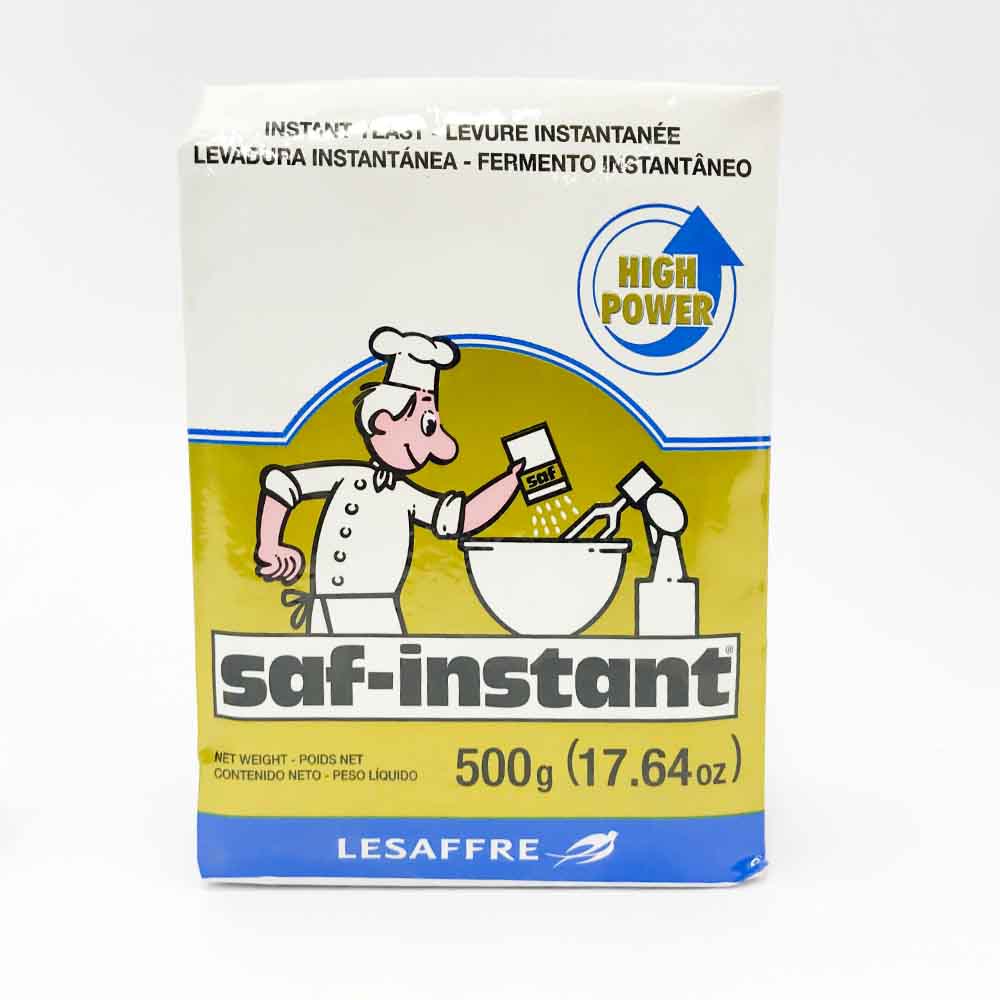 INSTANT YEAST - LEVURE INSTANTANÉE
LEVADURA INSTANTÁNEA - FERMENTO INSTANTÂNEO
HIGH
POWER
saf
saf-instant®
NET WEIGHT - POIDS NET
CONTENIDO NETO - PESO LÍQUIDO
500g (17.64oz)
LESAFFRE